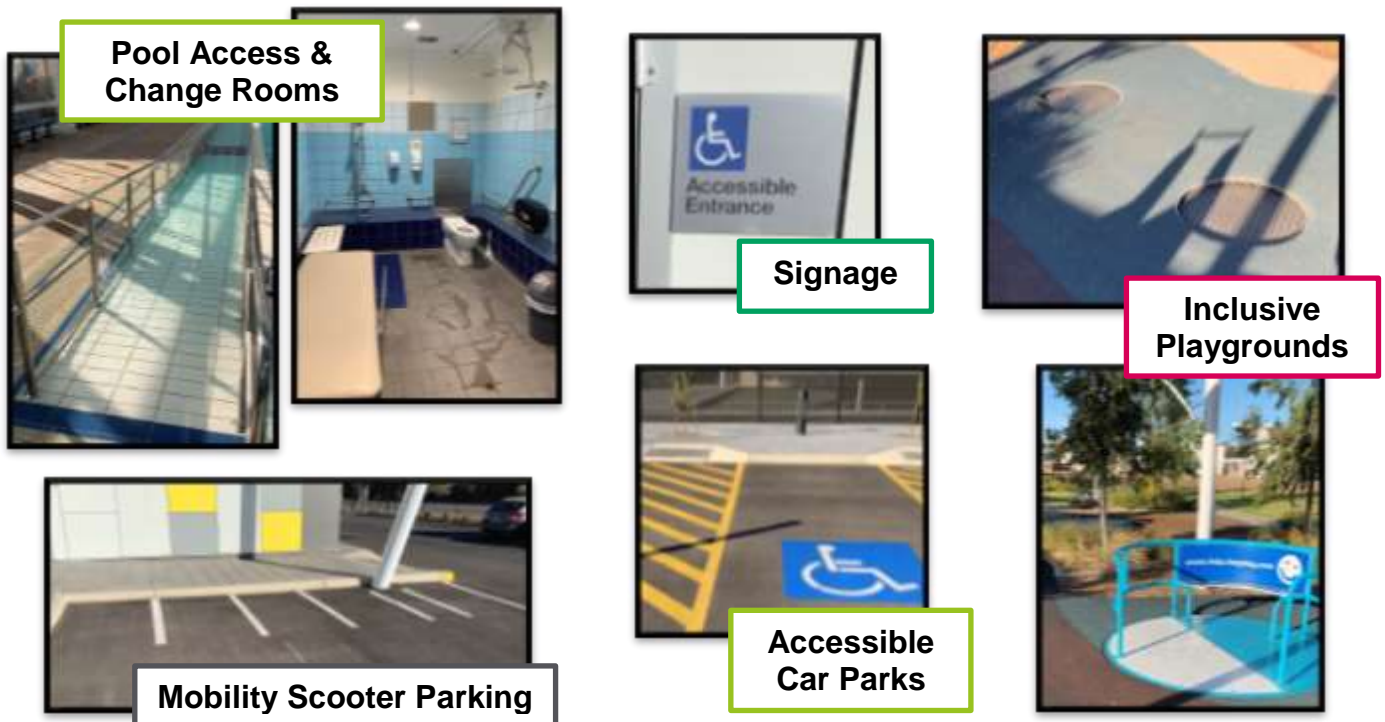 Pool Access &
Change Rooms
Accessible
Entrance
Signage
Inclusive
Playgrounds
Accessible
Car Parks
Mobility Scooter Parking